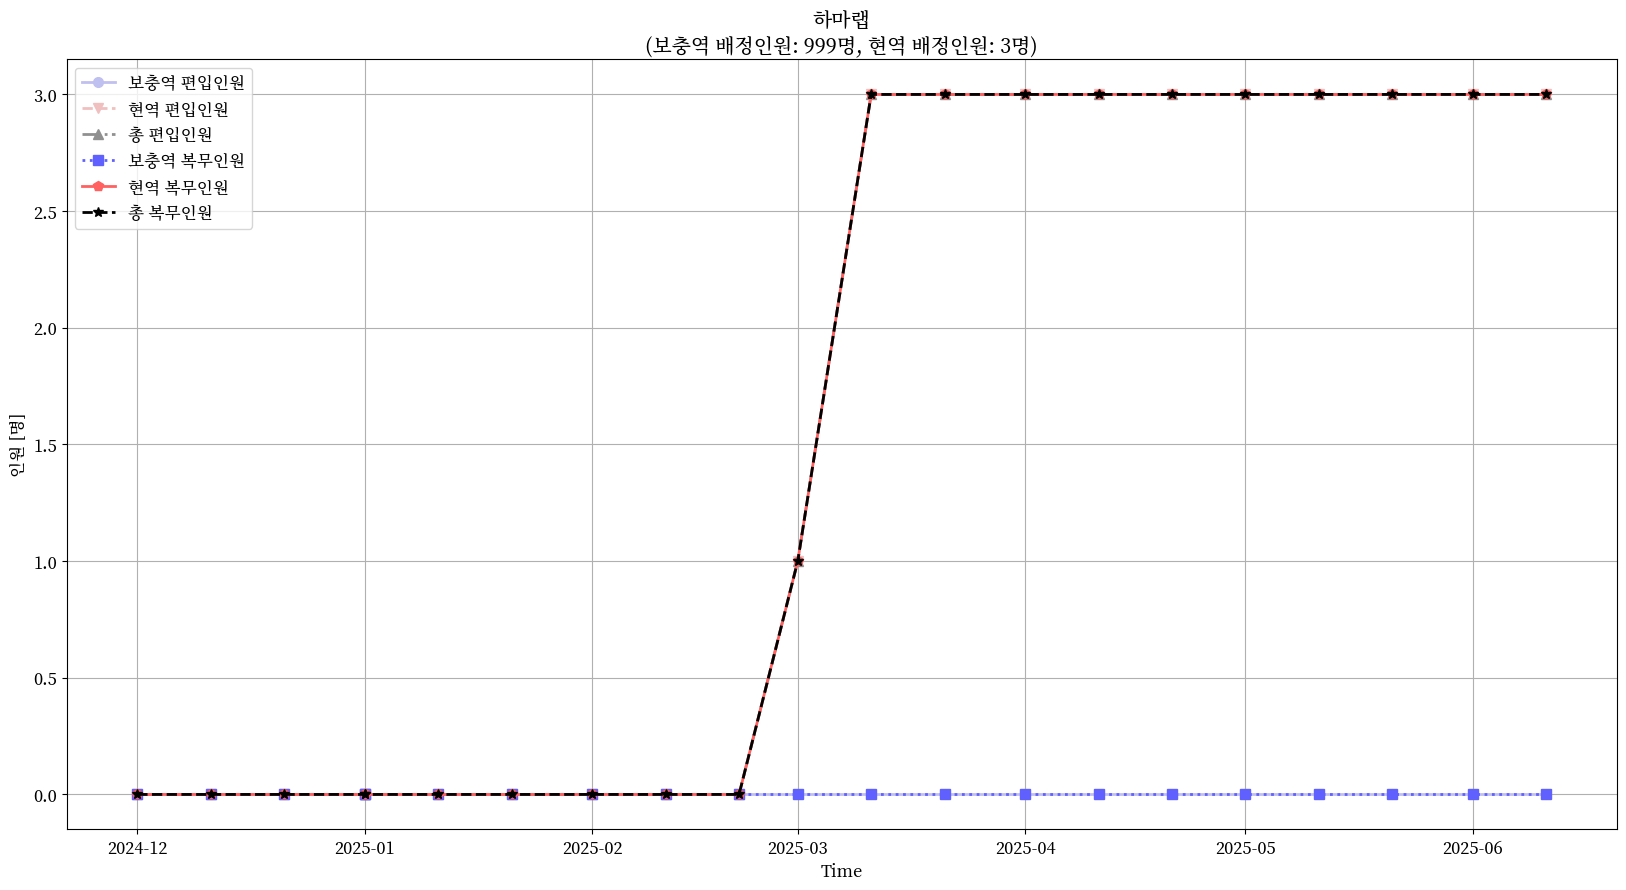 하마랩
(보충역 배정인원: 999명, 현역 배정인원: 3명)
보충역 편입인원
현역 편입인원
총 편입인원
보충역 복무인원
현역 복무인원
총 복무인원
인원 [명]
3.0
2.5
2.0
1.5
1.0
0.5
0.0
2024-12
2025-01
2025-02
2025-03
2025-04
2025-05
2025-06
Time